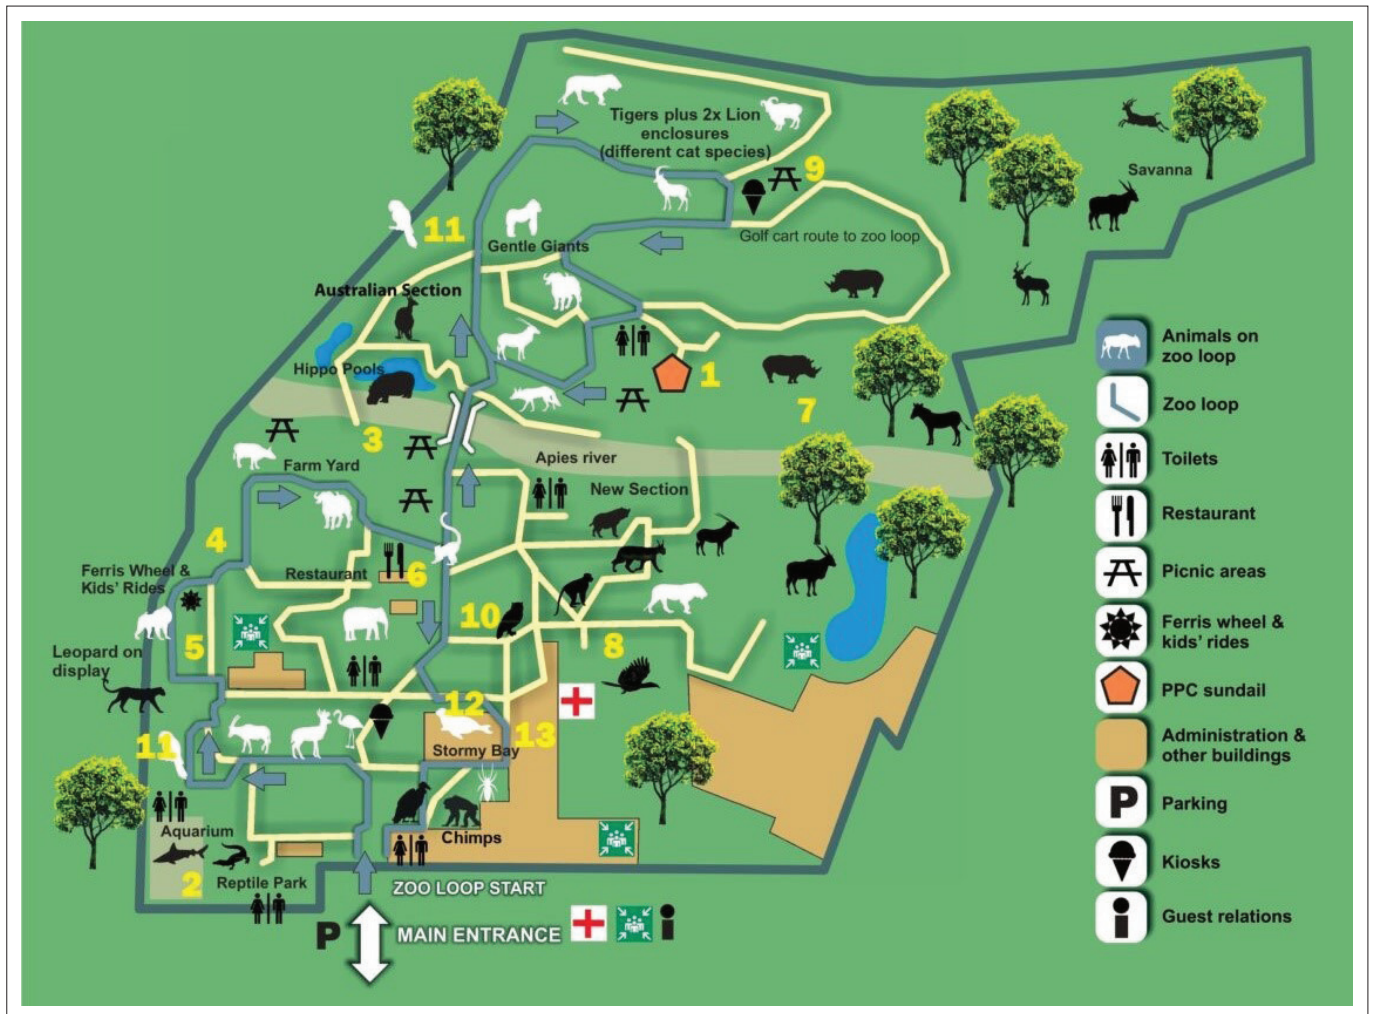 Tigers plus 2x Lion
enclosures
(different cat species)
9
Savanna
11
Gentle Giants
Golf cart route to zoo loop
Australian Section
Hippo Pools
1
7
3
Apies river
Farm Yard
New Section
4
Ferris Wheel &
Kids' Rides
Restaurant
6
10
5
8
Leopard on
display
12
13
11
Stormy Bay
Aquarium
Chimps
2
Reptile Park
ZOO LOOP START
P
MAIN ENTRANCE
Animals on
zoo loop
Zoo loop
Toilets
Restaurant
Picnic areas
Ferris wheel &
kids' rides
PPC sundail
Administration &
other buildings
P
Parking
Kiosks
Guest relations